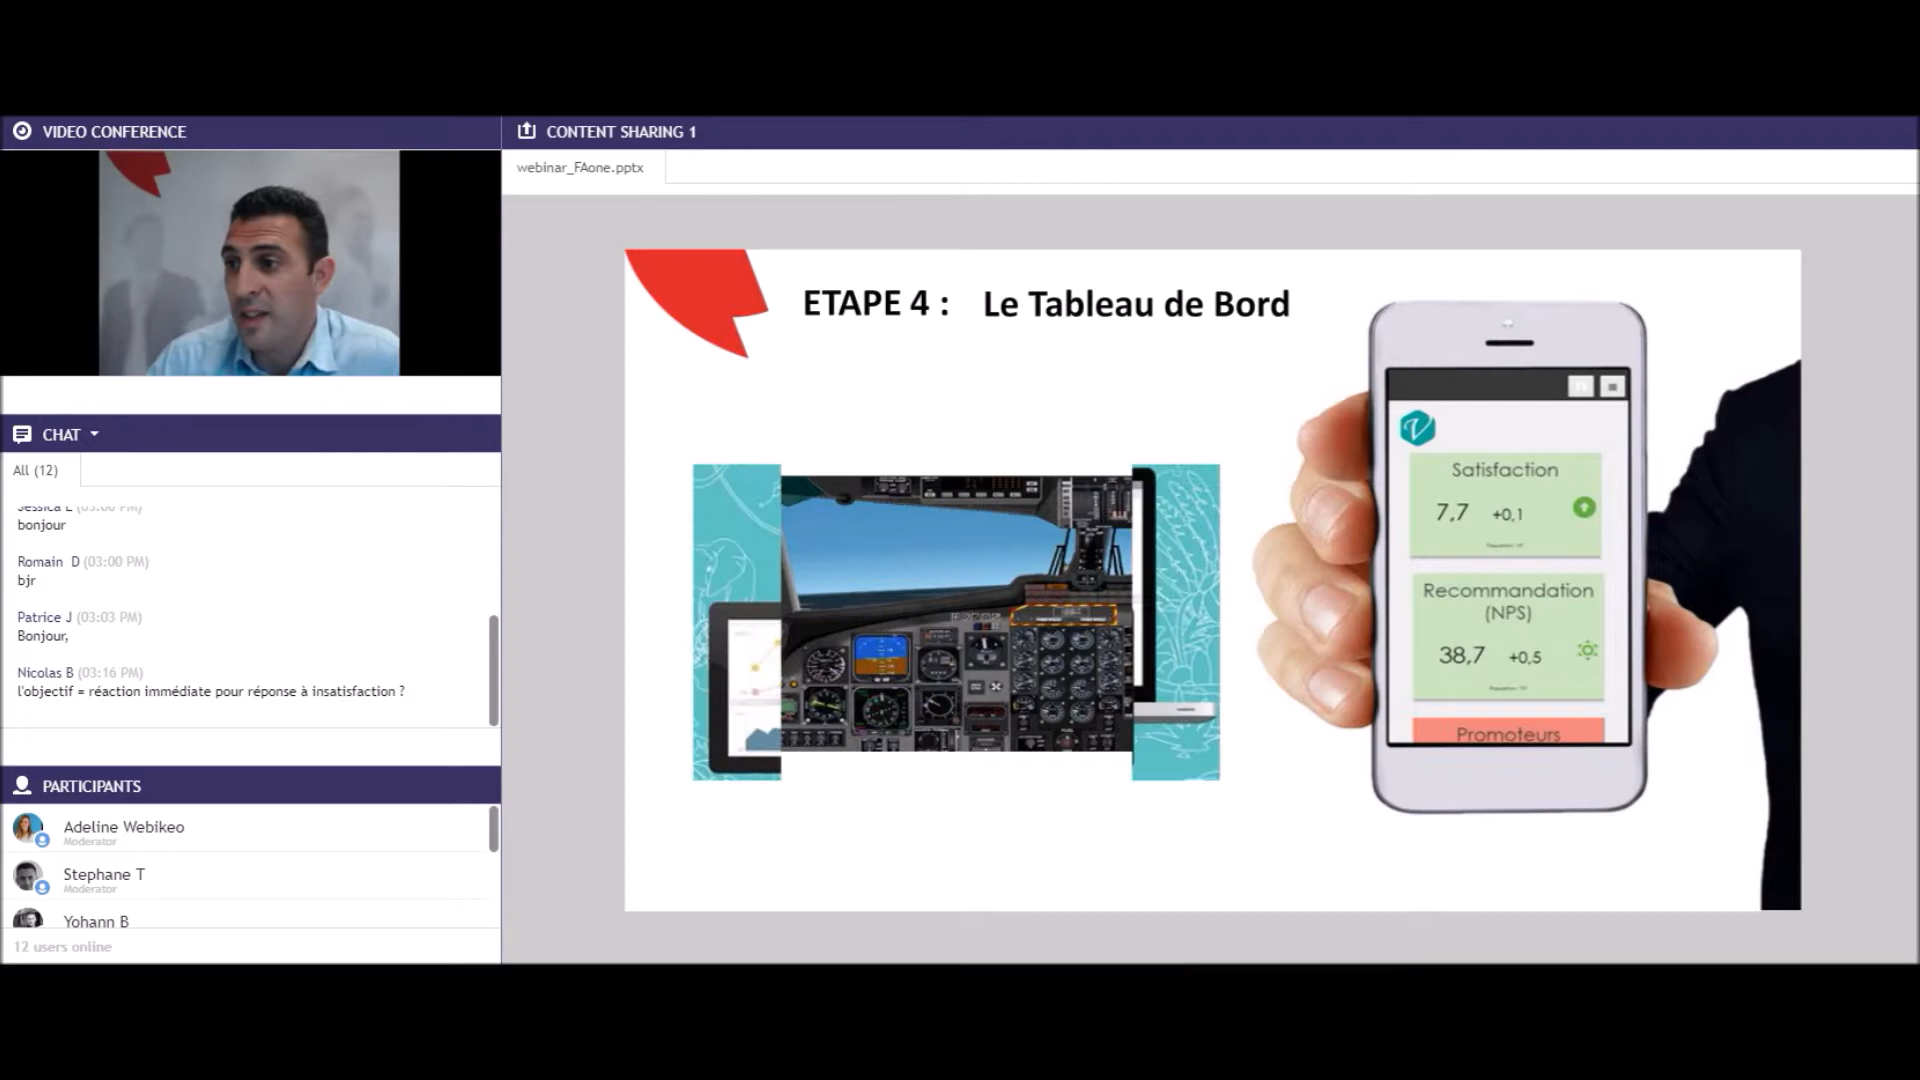 VIDEO CONFERENCE
CHAT
All (12)
bonjour
Romain D (03:00 PM)
bjr
Patrice J (03:03 PM)
Bonjour,
Nicolas B (03:16 PM)
l'objectif = réaction immédiate pour réponse à insatisfaction ?
PARTICIPANTS
Adeline Webikeo
Moderator
Stephane T
Moderator
Yohann B
12 users online
CONTENT SHARING 1
webinar_FAone.pptx
ETAPE 4 : Le Tableau de Bord
Satisfaction
7,7 +0,1
Recommandation
(NPS)
38,7 +0,5
Promoteurs